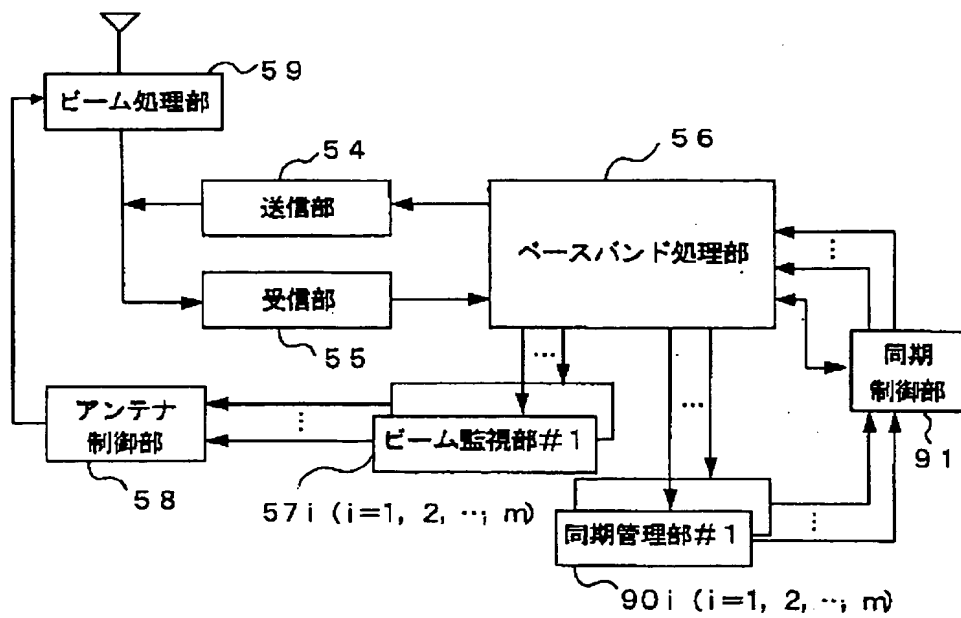 59
ビーム処理部
54
送信部
56
ベースバンド処理部
…
受信部
55
同期
制御部
91
…
…
アンテナ
制御部
58
…
ビーム監視部#1
57i (i=1, 2, …, m)
…
同期管理部#1
90i (i=1, 2, …, m)